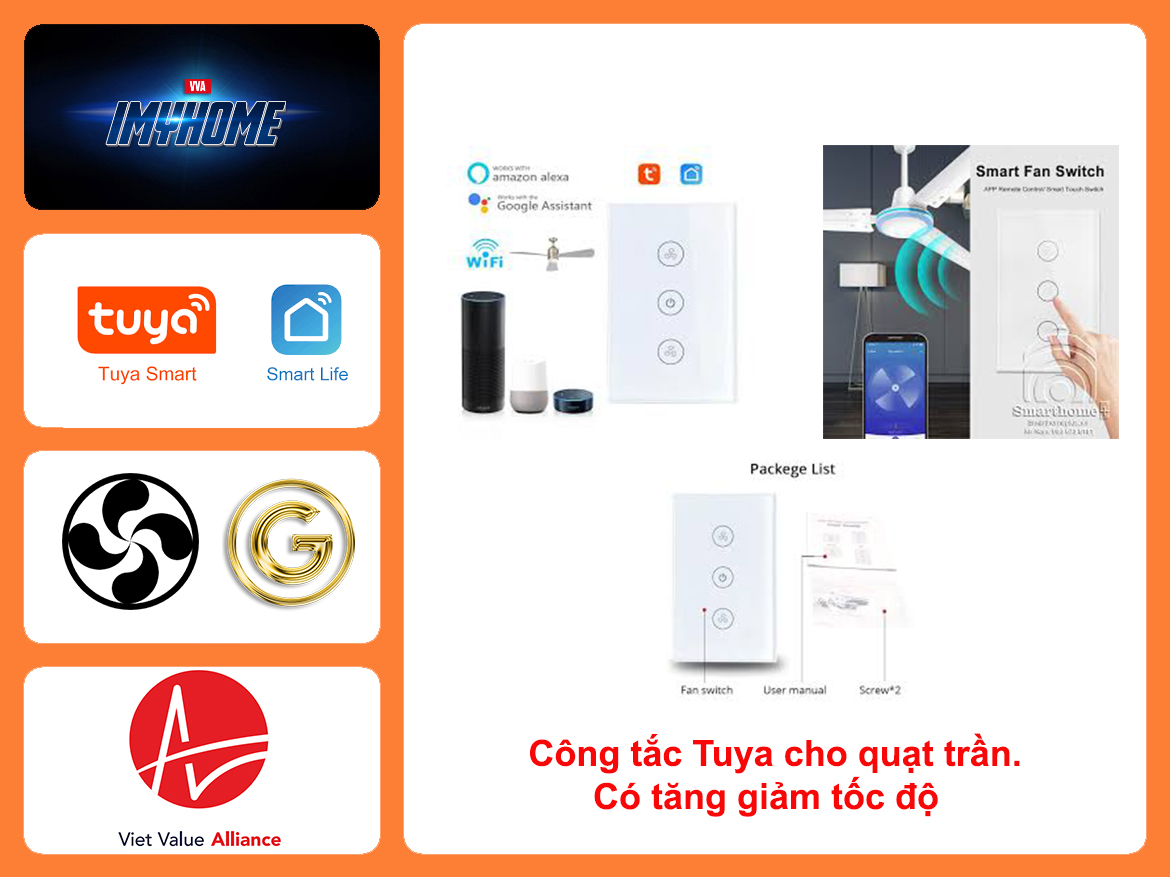 VVA
IMYHOME
tuya
Tuya Smart
Smart Life
G
Viet Value Alliance
WORKS WITH
amazon alexa
Works with the
Google Assistant
WiFi
Smart Fan Switch
APP Remote Control/ Smart Touch Switch
Smarthome+
Packege List
Fan switch
User manual
Screw*2
Công tắc Tuya cho quạt trần.
Có tăng giảm tốc độ